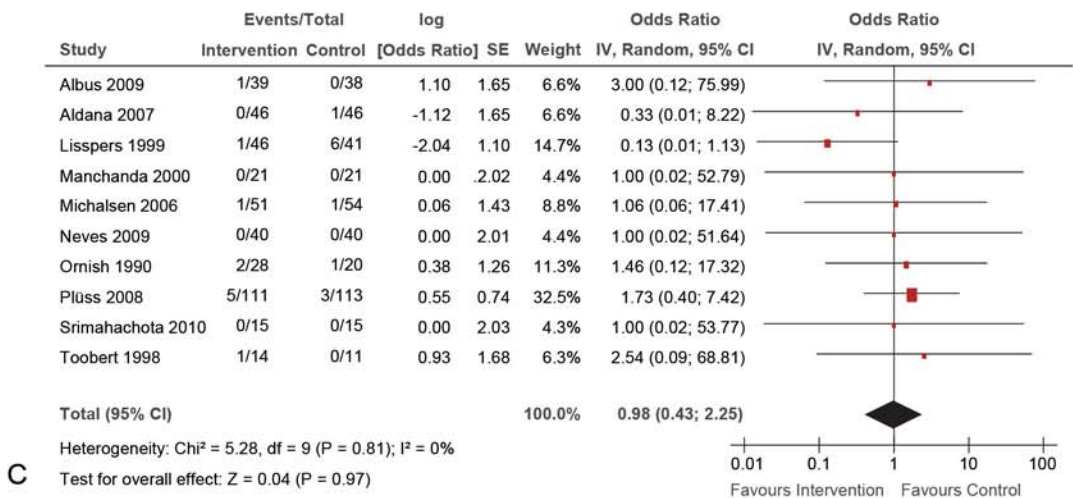 Events/Total log Odds Ratio Odds Ratio
Study Intervention Control [Odds Ratio] SE Weight IV, Random, 95% CI IV, Random, 95% CI
Albus 2009 1/39 0/38 1.10 1.65 6.6% 3.00 (0.12; 75.99)
Aldana 2007 0/46 1/46 -1.12 1.65 6.6% 0.33 (0.01; 8.22)
Lisspers 1999 1/46 6/41 -2.04 1.10 14.7% 0.13 (0.01; 1.13)
Manchanda 2000 0/21 0/21 0.00 .2.02 4.4% 1.00 (0.02; 52.79)
Michalsen 2006 1/51 1/54 0.06 1.43 8.8% 1.06 (0.06; 17.41)
Neves 2009 0/40 0/40 0.00 2.01 4.4% 1.00 (0.02; 51.64)
Ornish 1990 2/28 1/20 0.38 1.26 11.3% 1.46 (0.12; 17.32)
Plüss 2008 5/111 3/113 0.55 0.74 32.5% 1.73 (0.40; 7.42)
Srimahachota 2010 0/15 0/15 0.00 2.03 4.3% 1.00 (0.02; 53.77)
Toobert 1998 1/14 0/11 0.93 1.68 6.3% 2.54 (0.09; 68.81)
Total (95% CI) 100.0% 0.98 (0.43; 2.25)
Heterogeneity: Chi² = 5.28, df = 9 (P = 0.81); I² = 0%
0.01 0.1 1 10 100
C Test for overall effect: Z = 0.04 (P = 0.97)
Favours Intervention Favours Control